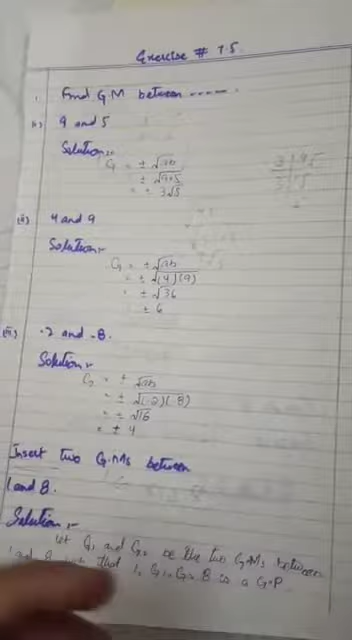 Exercise # 7.5
1. Find G.M between ------.
(i) 9 and 5
Solution:-
G = ± √ab
± √9×5
= ± 3√5
(ii) 4 and 9
Solution:-
G = ± √ab
= ± √(4)(9)
= ± √36
± 6
(iii) -2 and -8.
Solution:-
G = ± √ab
= ± √(-2)(-8)
= ± √16
= ± 4
Insert two G.Ms between
1 and 8.
Solution:-
let G₁ and G₂ be the two G.Ms between
1 and 8 that 1, G₁, G₂ 8 is a G.P